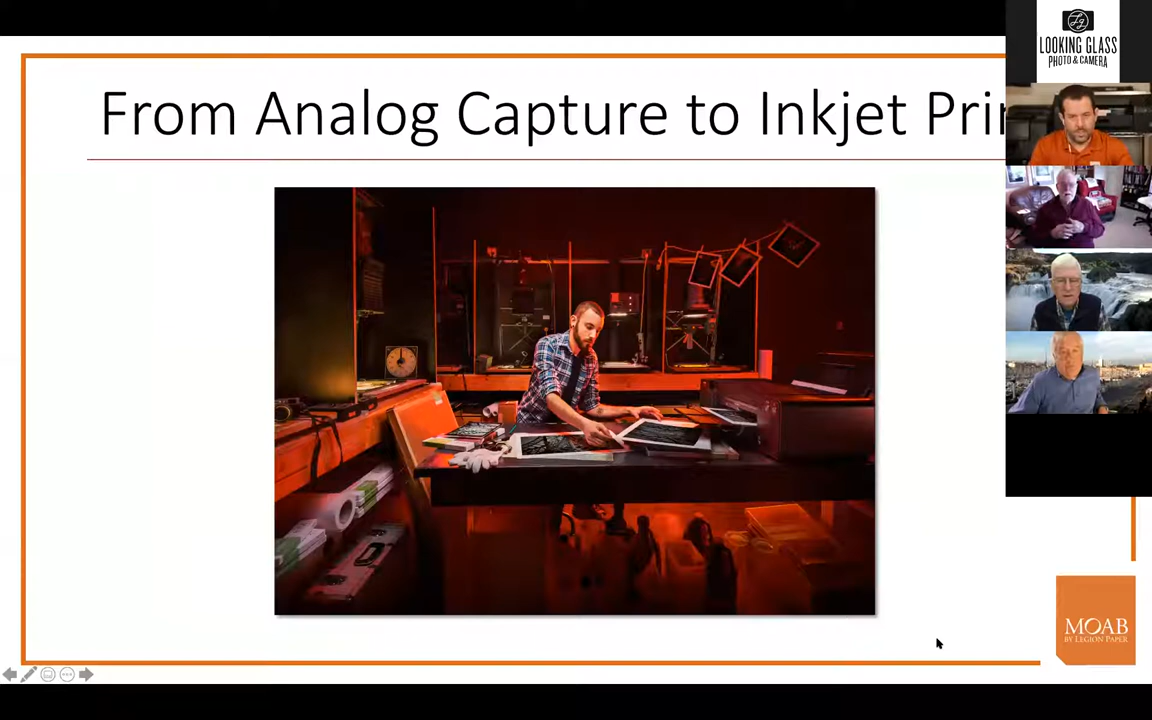 From Analog Capture to Inkjet Prin
LOOKING GLASS
PHOTO & CAMERA
MOAB
BY LEGION PAPER